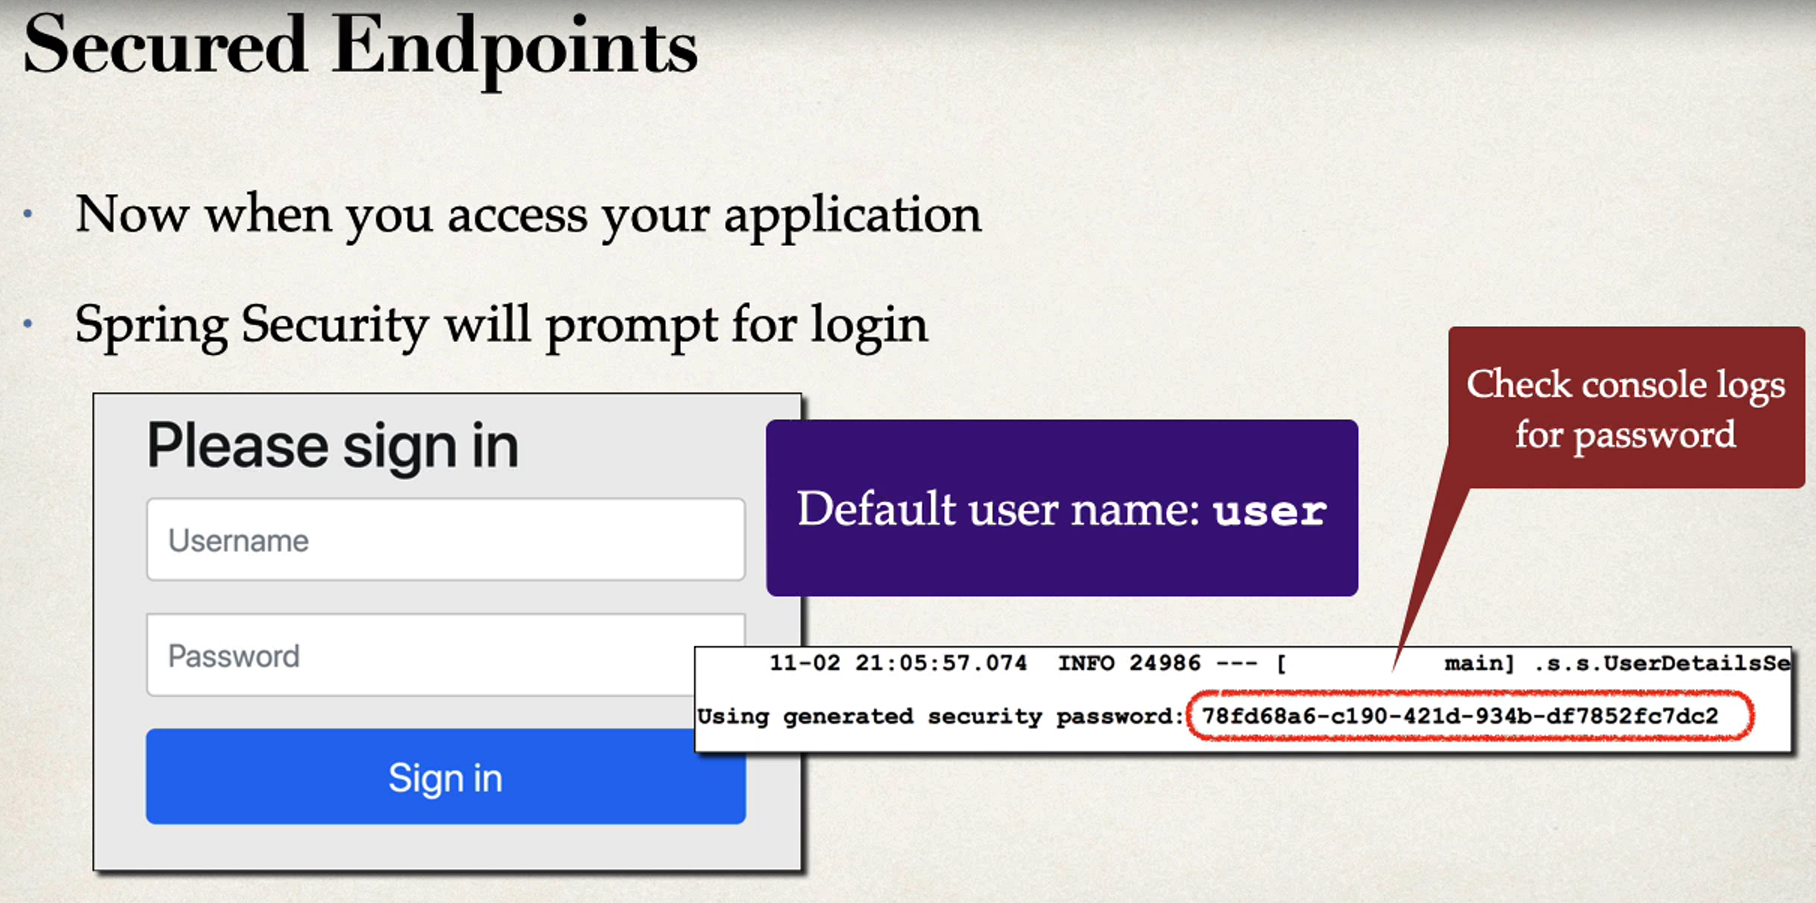 Secured Endpoints
• Now when you access your application
• Spring Security will prompt for login
Please sign in
Username
Password
Sign in
Default user name: user
Check console logs
for password
11-02 21:05:57.074  INFO 24986 --- [           main] .s.s.UserDetailsSe
Using generated security password: 78fd68a6-c190-421d-934b-df7852fc7dc2